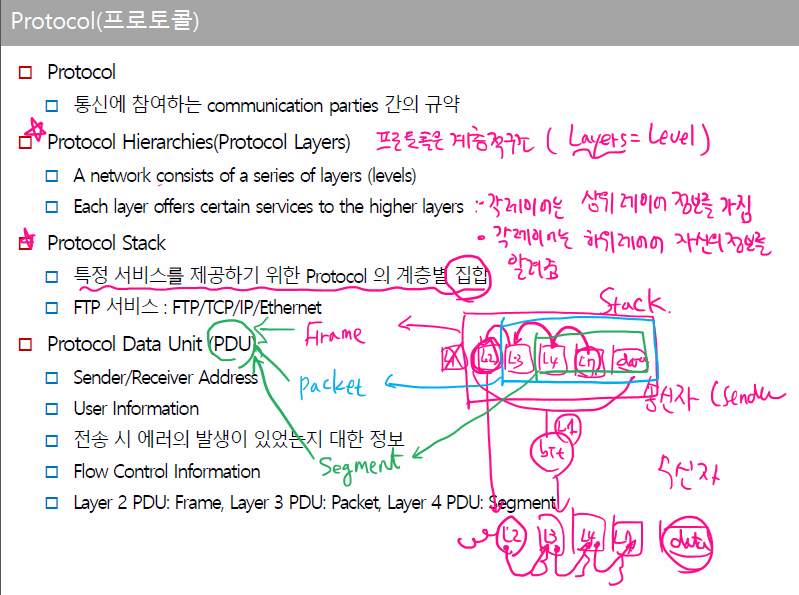 Protocol(프로토콜)
Protocol
통신에 참여하는 communication parties 간의 규약
Protocol Hierarchies(Protocol Layers) 프로토콜은 계층적구조 ( Layers = Level )
A network consists of a series of layers (levels)
Each layer offers certain services to the higher layers :- 각레이어는 상위 레이어 정보를 가짐
• 각레이어는 하위레이어 자신의정보를
알려줌
Protocol Stack
특정 서비스를 제공하기 위한 Protocol 의 계층별 집합
FTP 서비스 : FTP/TCP/IP/Ethernet
Stack.
Protocol Data Unit (PDU)
Frame
L2 L3 L4 L7 data
Sender/Receiver Address
packet
송신자 (Sender
User Information
L1
전송 시 에러의 발생이 있었는지 대한 정보
bit
Segment
Flow Control Information
수신자
Layer 2 PDU: Frame, Layer 3 PDU: Packet, Layer 4 PDU: Segment
L2 L3 L4 L7 data